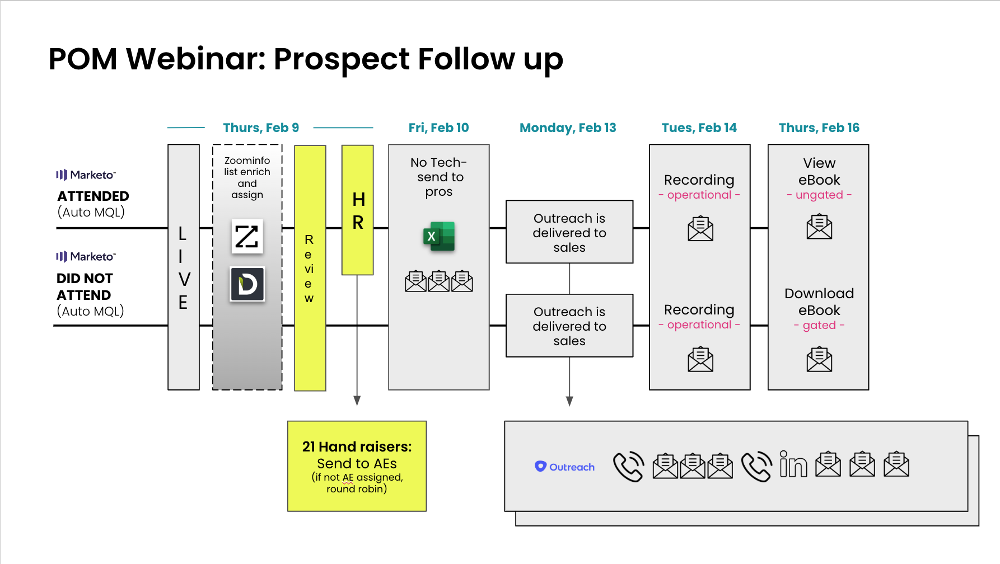 POM Webinar: Prospect Follow up
Thurs, Feb 9
Fri, Feb 10
Monday, Feb 13
Tues, Feb 14
Thurs, Feb 16
Marketo™
ATTENDED
(Auto MQL)
Marketo™
DID NOT
ATTEND
(Auto MQL)
L
I
V
E
Zoominfo
list enrich
and
assign
Z
D
R
e
vi
e
w
H
R
No Tech-
send to
pros
X
Outreach is
delivered to
sales
Outreach is
delivered to
sales
Recording
- operational -
Recording
- operational -
View
eBook
- ungated -
Download
eBook
- gated -
21 Hand raisers:
Send to AEs
(if not AE assigned,
round robin)
Outreach
in